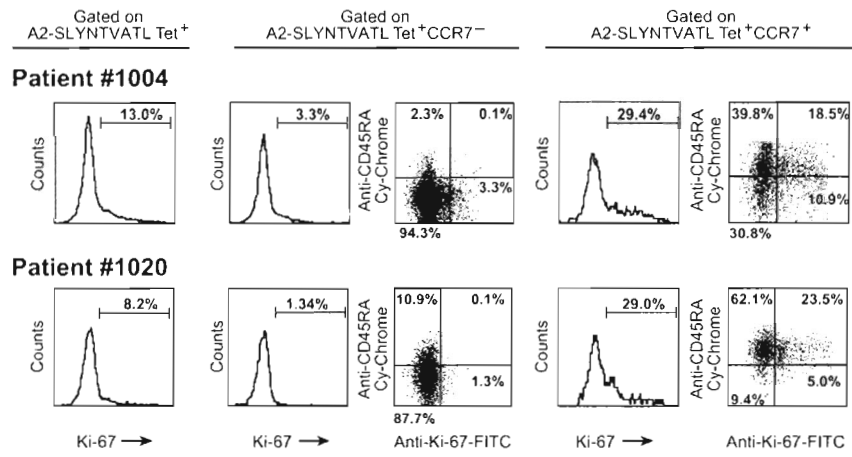 Gated on
A2-SLYNTVATL Tet+
Gated on
A2-SLYNTVATL Tet+CCR7−
Gated on
A2-SLYNTVATL Tet+CCR7+
Patient #1004
Counts
13.0%
3.3%
Anti-CD45RA
Cy-Chrome
2.3%
0.1%
3.3%
94.3%
Counts
29.4%
Anti-CD45RA
Cy-Chrome
39.8%
18.5%
10.9%
30.8%
Patient #1020
Counts
8.2%
Counts
1.34%
Anti-CD45RA
Cy-Chrome
10.9%
0.1%
1.3%
87.7%
Counts
29.0%
Anti-CD45RA
Cy-Chrome
62.1%
23.5%
5.0%
9.4%
Ki-67 →
Ki-67 →
Anti-Ki-67-FITC
Ki-67 →
Anti-Ki-67-FITC